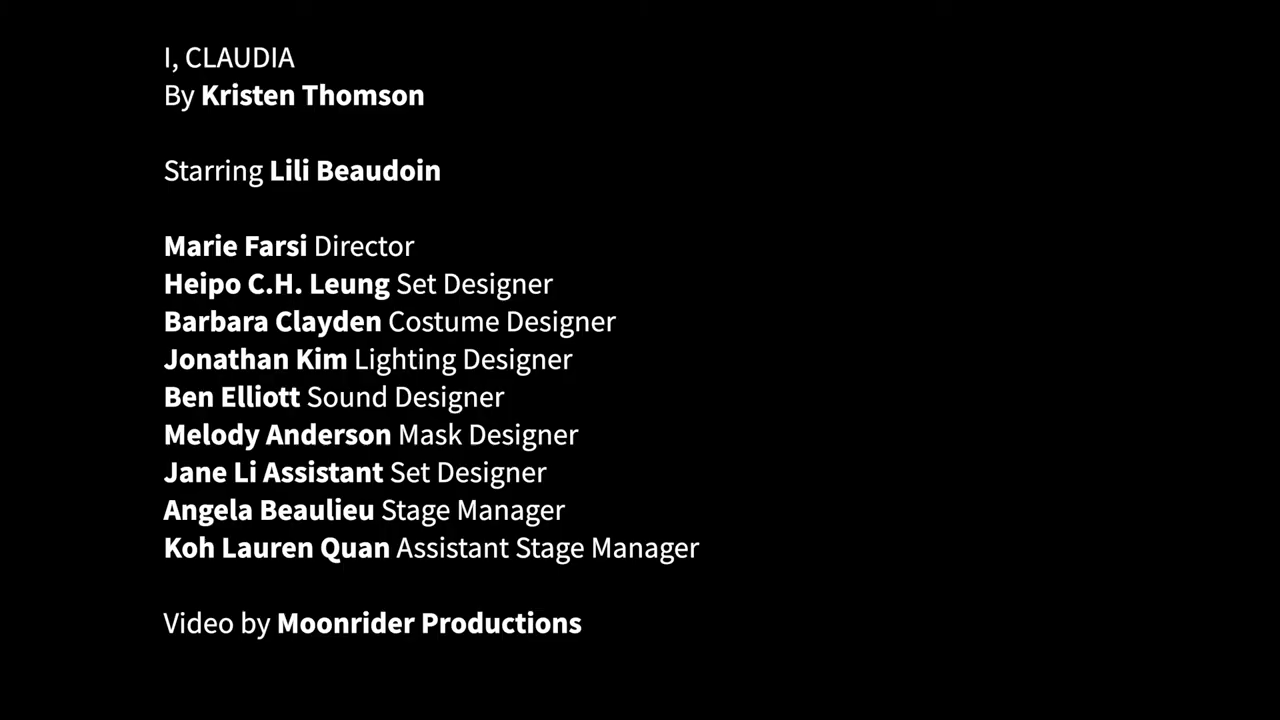 I, CLAUDIA
By Kristen Thomson
Starring Lili Beaudoin
Marie Farsi Director
Heipo C.H. Leung Set Designer
Barbara Clayden Costume Designer
Jonathan Kim Lighting Designer
Ben Elliott Sound Designer
Melody Anderson Mask Designer
Jane Li Assistant Set Designer
Angela Beaulieu Stage Manager
Koh Lauren Quan Assistant Stage Manager
Video by Moonrider Productions